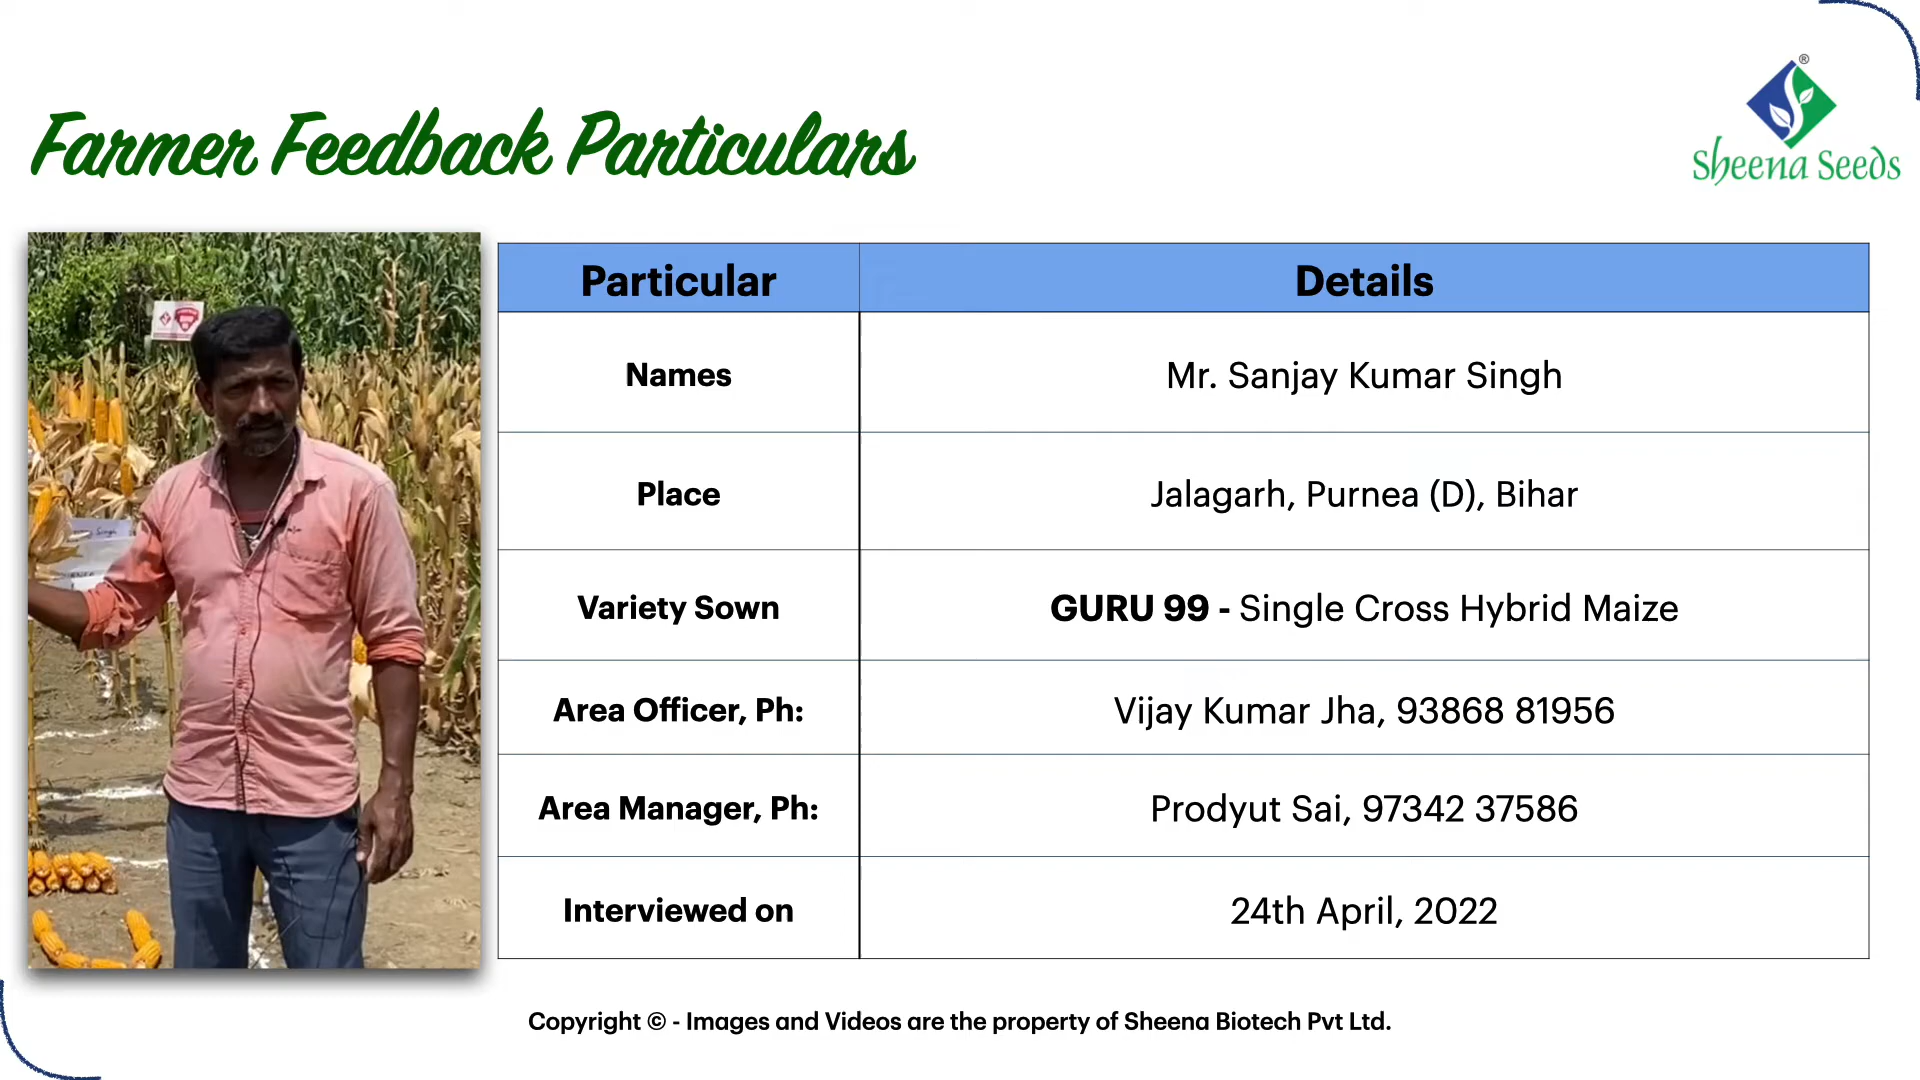 Farmer Feedback Particulars
®
Sheena Seeds
Particular Details
Names Mr. Sanjay Kumar Singh
Place Jalagarh, Purnea (D), Bihar
Variety Sown GURU 99 - Single Cross Hybrid Maize
Area Officer, Ph: Vijay Kumar Jha, 93868 81956
Area Manager, Ph: Prodyut Sai, 97342 37586
Interviewed on 24th April, 2022
Singh
Copyright © - Images and Videos are the property of Sheena Biotech Pvt Ltd.